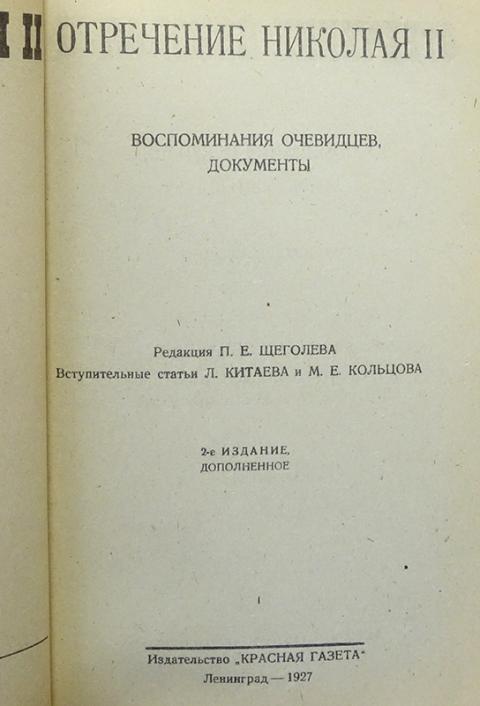 ОТРЕЧЕНИЕ НИКОЛАЯ II
ВОСПОМИНАНИЯ ОЧЕВИДЦЕВ,
ДОКУМЕНТЫ
Редакция П. Е. ЩЕГОЛЕВА
Вступительные статьи Л. КИТАЕВА и М. Е. КОЛЬЦОВА
2-е ИЗДАНИЕ,
ДОПОЛНЕННОЕ
Издательство „КРАСНАЯ ГАЗЕТА"
Ленинград — 1927